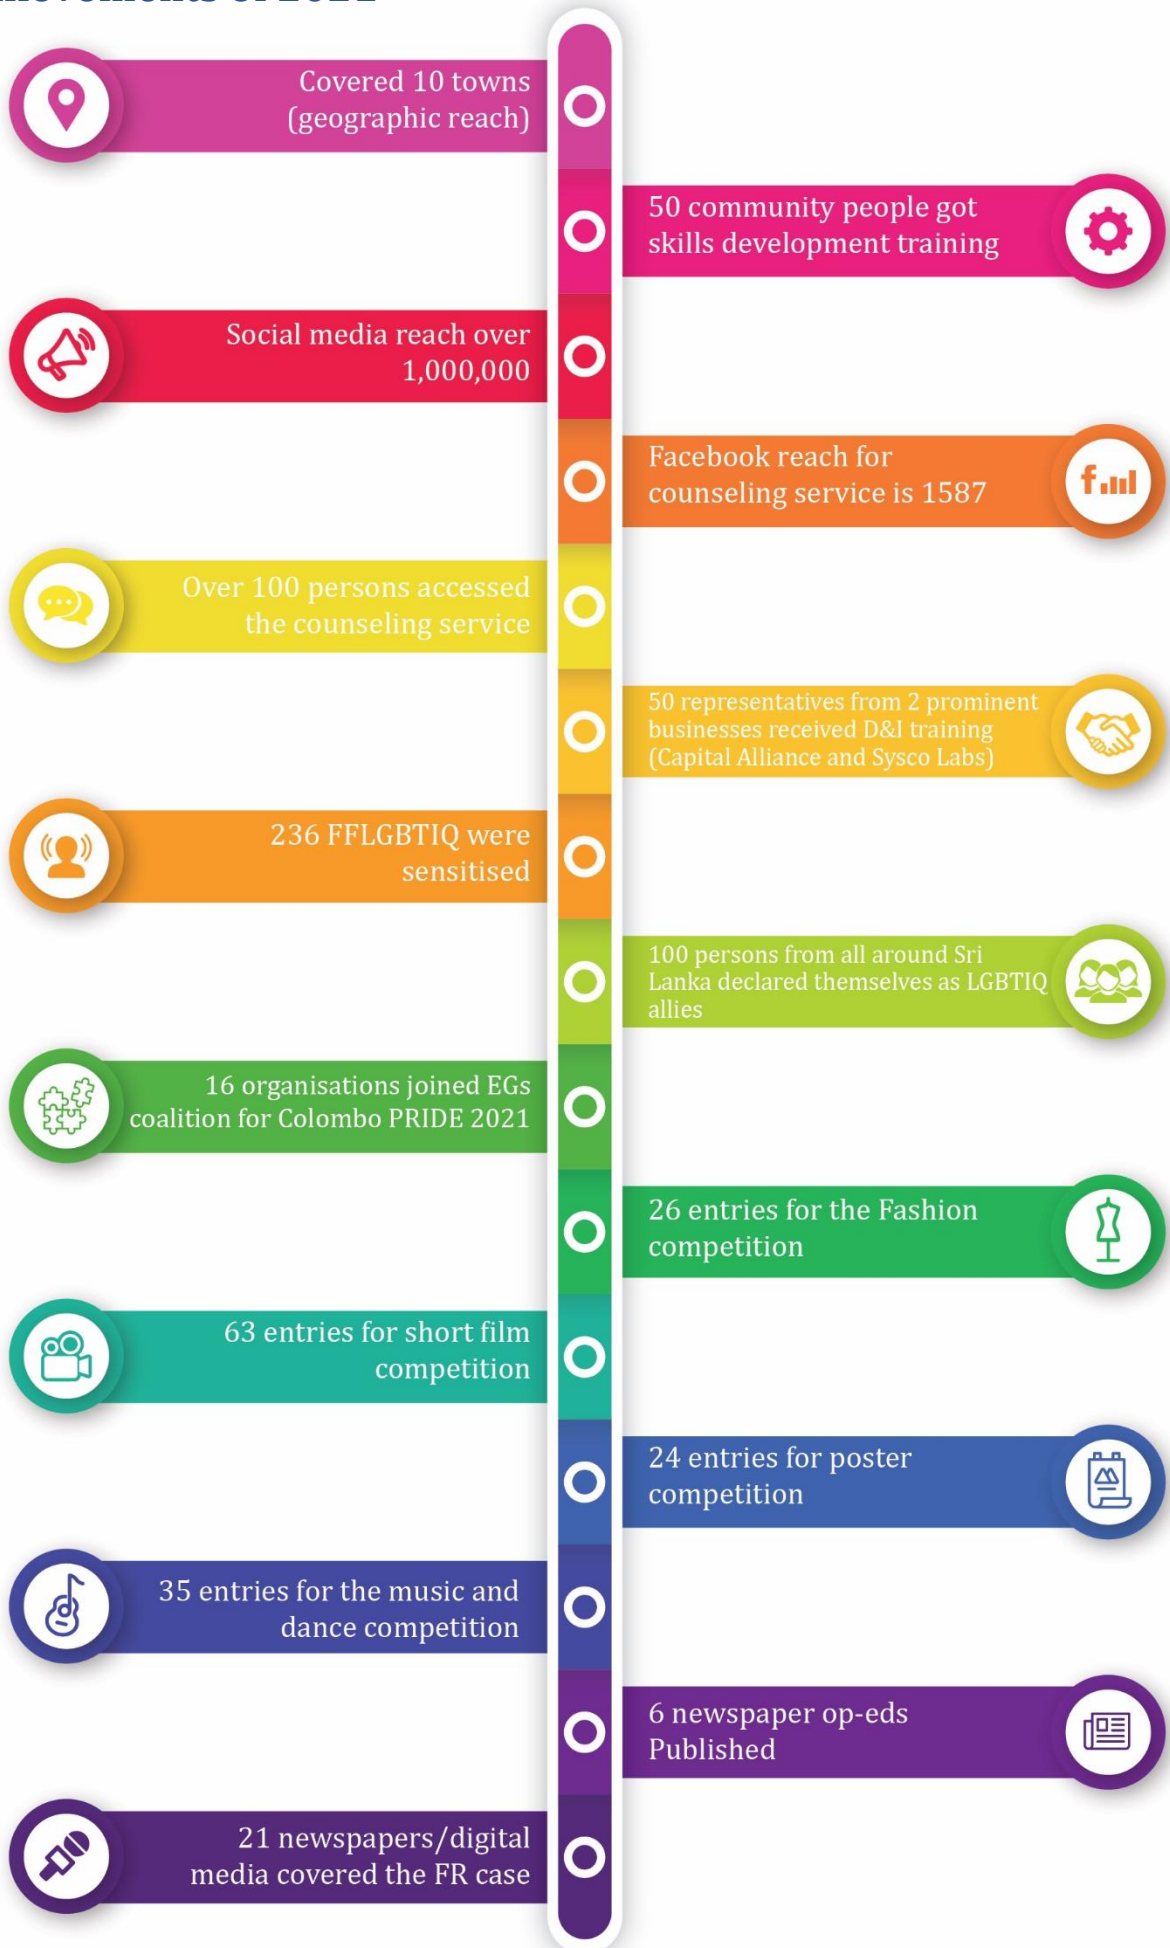 Covered 10 towns
(geographic reach)
50 community people got
skills development training
Social media reach over
1,000,000
Facebook reach for
counseling service is 1587
Over 100 persons accessed
the counseling service
50 representatives from 2 prominent
businesses received D&I training
(Capital Alliance and Sysco Labs)
236 FFLGBTIQ were
sensitised
100 persons from all around Sri
Lanka declared themselves as LGBTIQ
allies
16 organisations joined EGs
coalition for Colombo PRIDE 2021
26 entries for the Fashion
competition
63 entries for short film
competition
24 entries for poster
competition
35 entries for the music and
dance competition
6 newspaper op-eds
Published
21 newspapers/digital
media covered the FR case